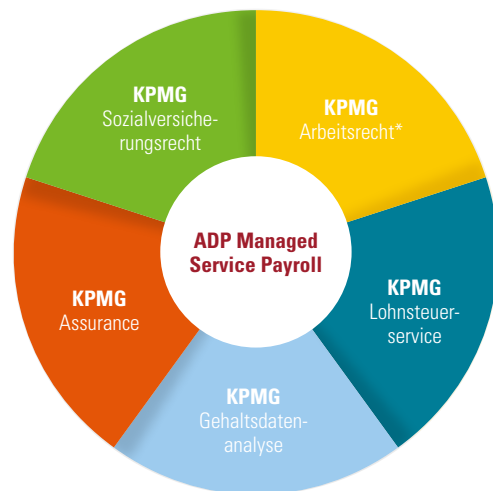 KPMG
Sozialversiche-
rungsrecht
KPMG
Arbeitsrecht*
ADP Managed
Service Payroll
KPMG
Assurance
KPMG
Lohnsteuer-
service
KPMG
Gehaltsdaten-
analyse